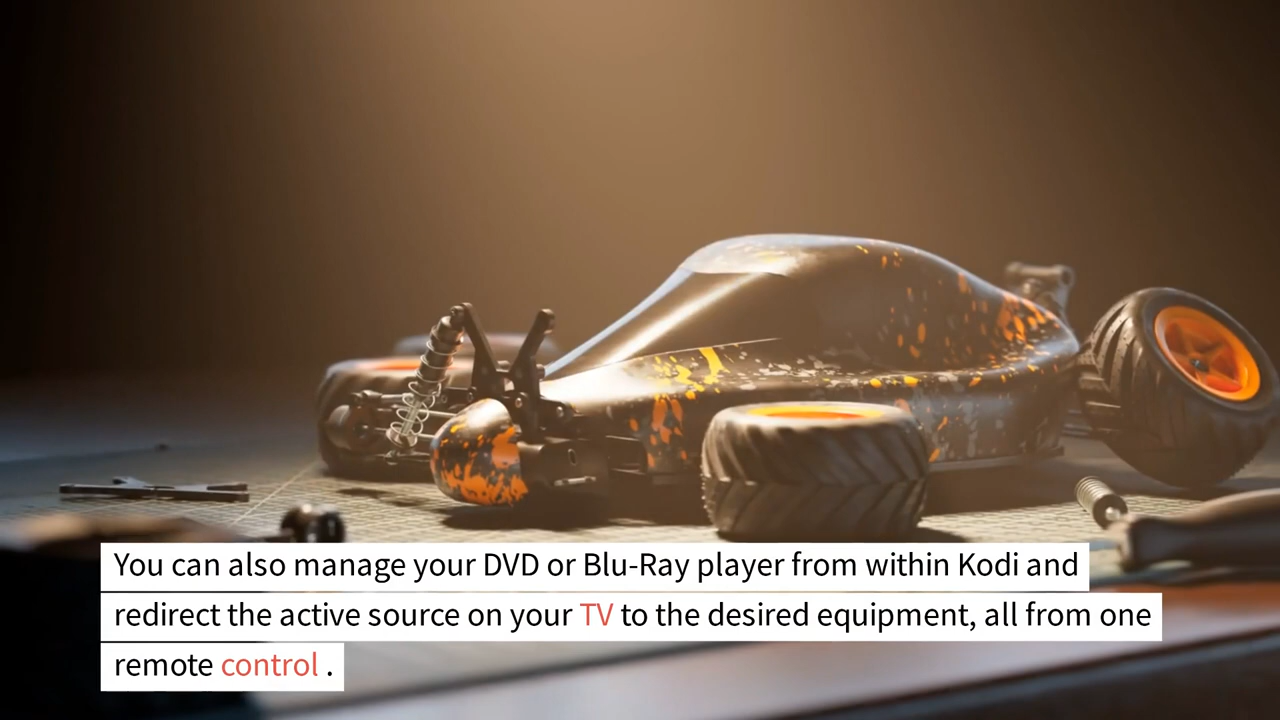 You can also manage your DVD or Blu-Ray player from within Kodi and
redirect the active source on your TV to the desired equipment, all from one
remote control .